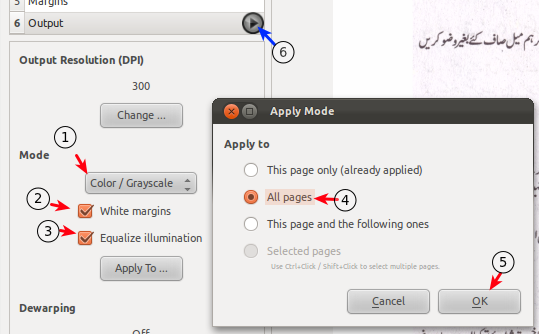 5 Margins
6 Output
6
Output Resolution (DPI)
300
Change ...
1
Mode
Color / Grayscale
2
White margins
3
Equalize illumination
Apply To ...
Dewarping
Off
ہم میل صاف کئے بغیر وضو کریں
Apply Mode
Apply to
This page only (already applied)
All pages
4
This page and the following ones
Selected pages
Use Ctrl+Click / Shift+Click to select multiple pages.
5
Cancel
OK